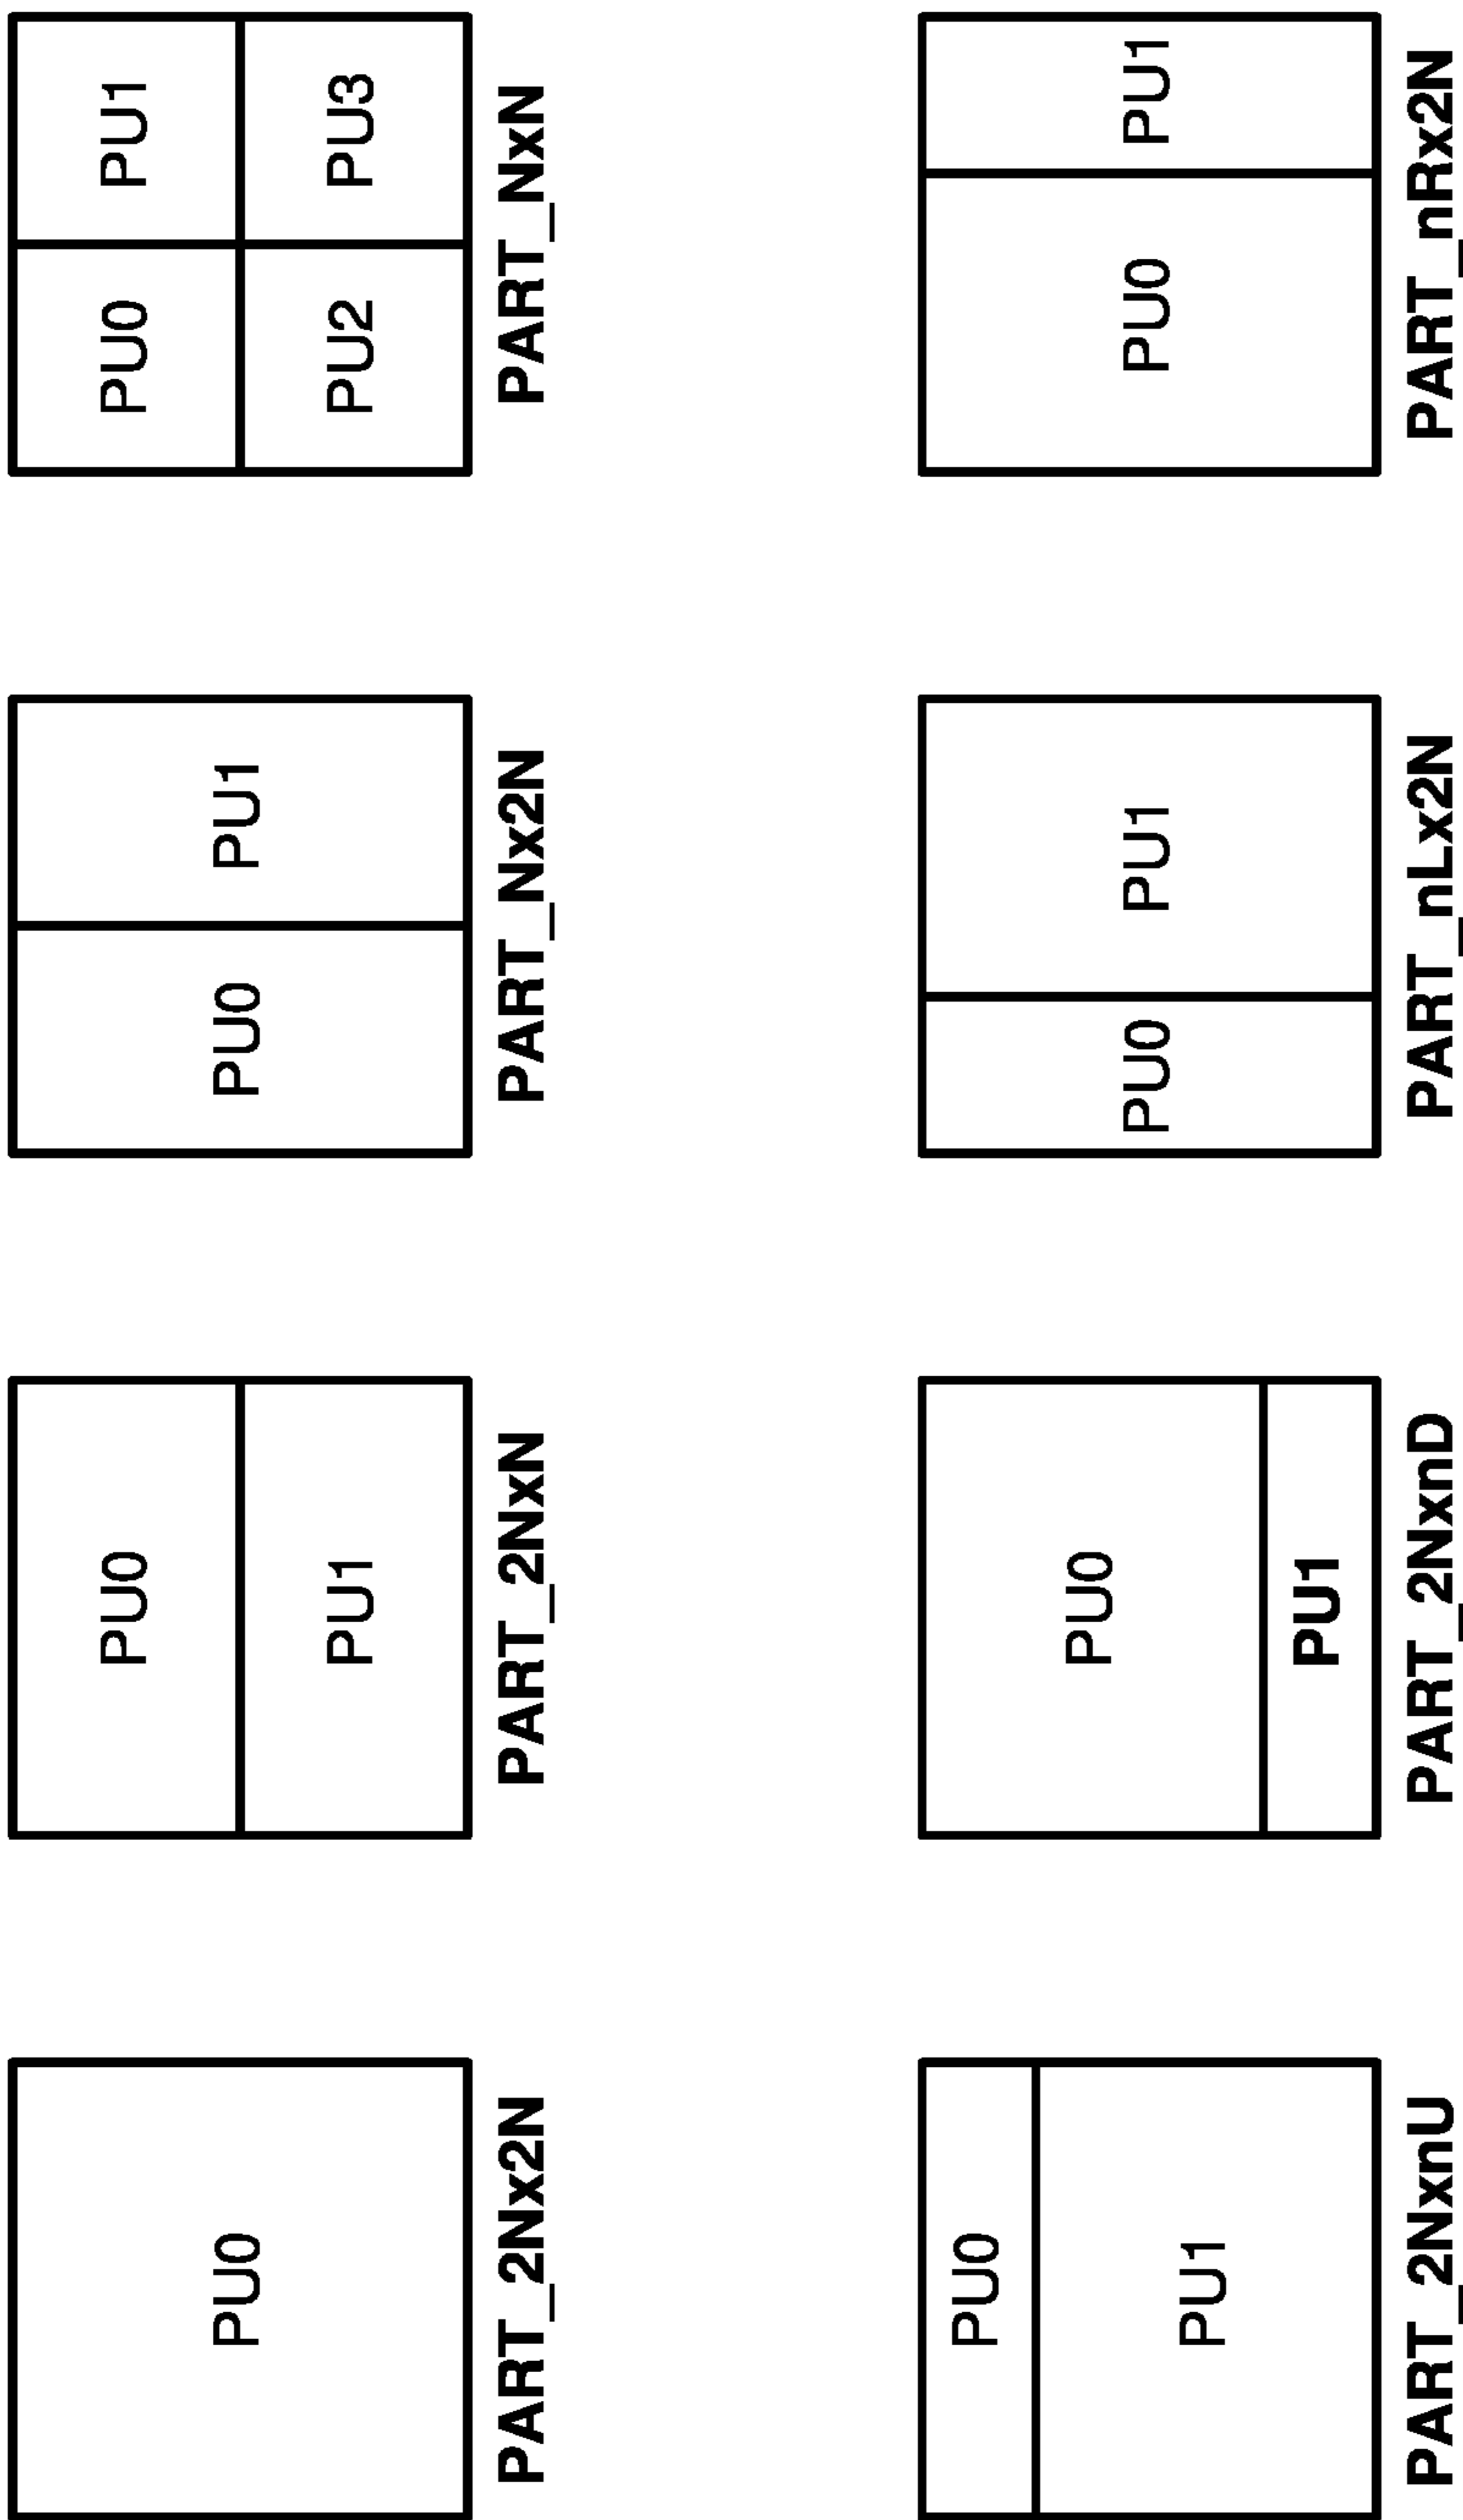 PU0
PART_2Nx2N
PU0
PU1
PART_2NxN
PU0 PU1
PART_Nx2N
PU0 PU1
PU2 PU3
PART_NxN
PU0
PU1
PART_2NxnU
PU0
PU1
PART_2NxnD
PU0 PU1
PART_nLx2N
PU0 PU1
PART_nRx2N